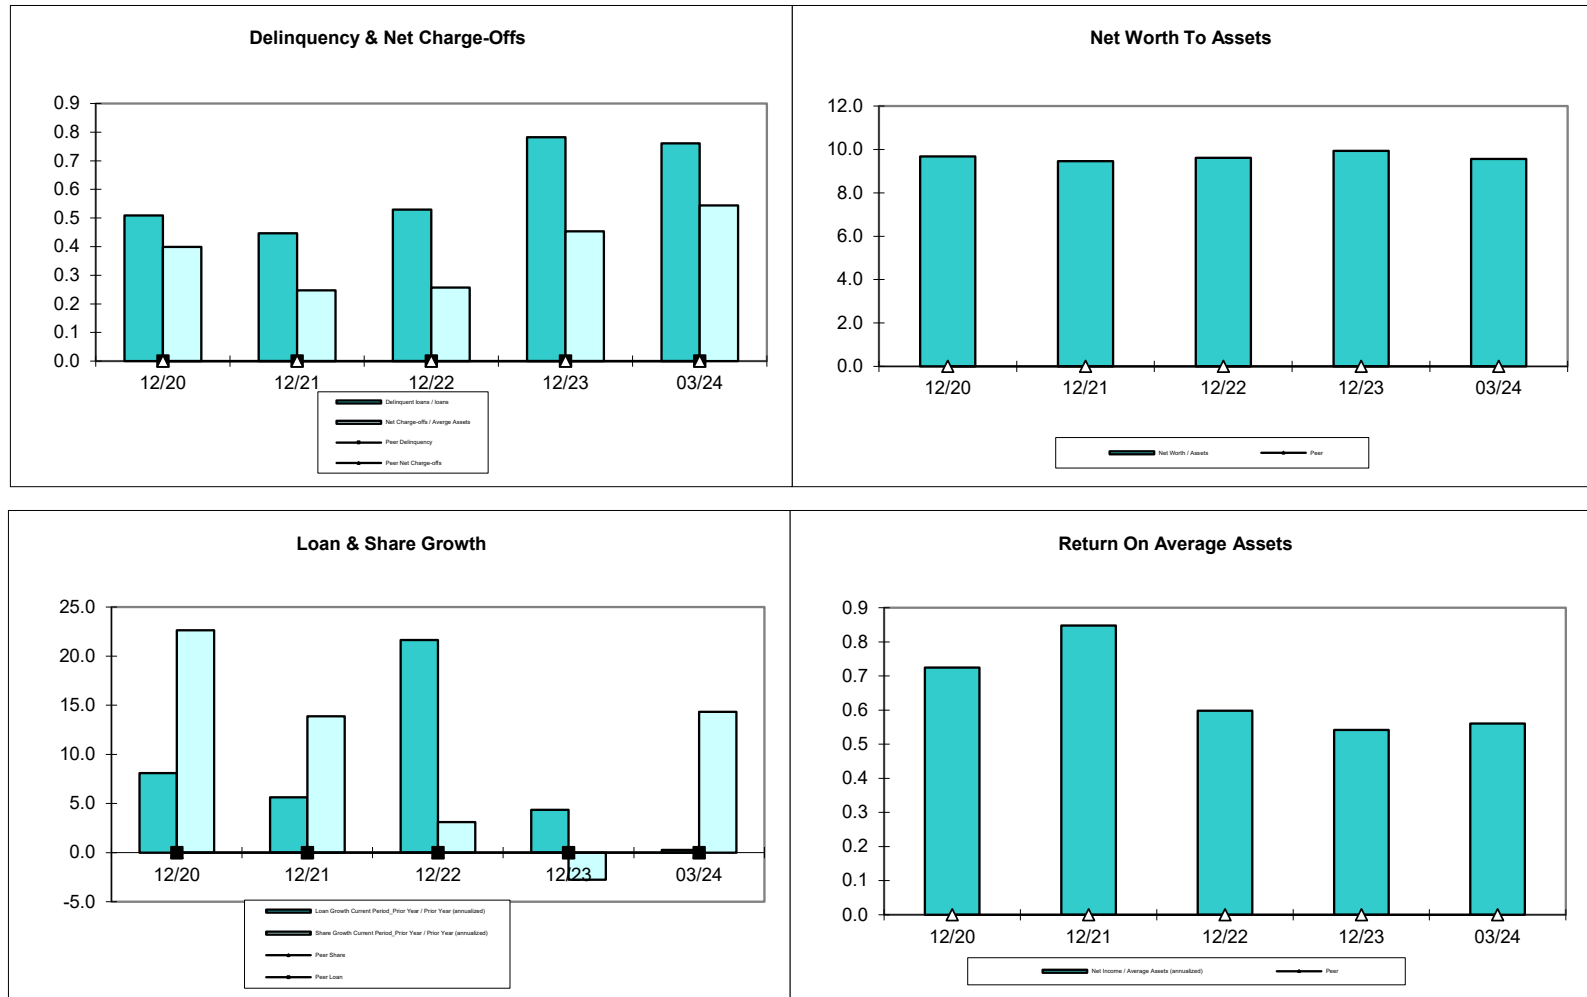 Delinquency & Net Charge-Offs
0.9
0.8
0.7
0.6
0.5
0.4
0.3
0.2
0.1
0.0
12/20 12/21 12/22 12/23 03/24
Delinquent loans / loans
Net Charge-offs / Averge Assets
Peer Delinquency
Peer Net Charge-offs
Net Worth To Assets
12.0
10.0
8.0
6.0
4.0
2.0
0.0
12/20 12/21 12/22 12/23 03/24
Net Worth / Assets Peer
Loan & Share Growth
25.0
20.0
15.0
10.0
5.0
0.0
-5.0
12/20 12/21 12/22 12/23 03/24
Loan Growth Current Period_Prior Year / Prior Year (annualized)
Share Growth Current Period_Prior Year / Prior Year (annualized)
Peer Share
Peer Loan
Return On Average Assets
0.9
0.8
0.7
0.6
0.5
0.4
0.3
0.2
0.1
0.0
12/20 12/21 12/22 12/23 03/24
Net Income / Average Assets (annualized) Peer